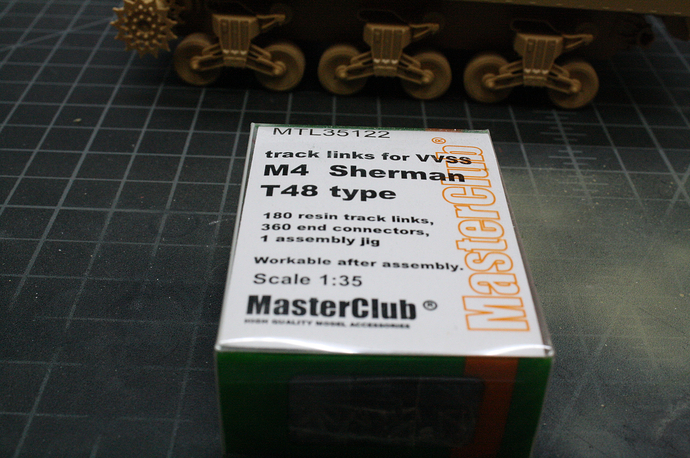 MTL35122
track links for VVSS
M4 Sherman
T48 type
180 resin track links,
360 end connectors,
1 assembly jig
Workable after assembly.
Scale 1:35
MasterClub®
HIGH QUALITY MODEL ACCESSORIES
MasterClub®